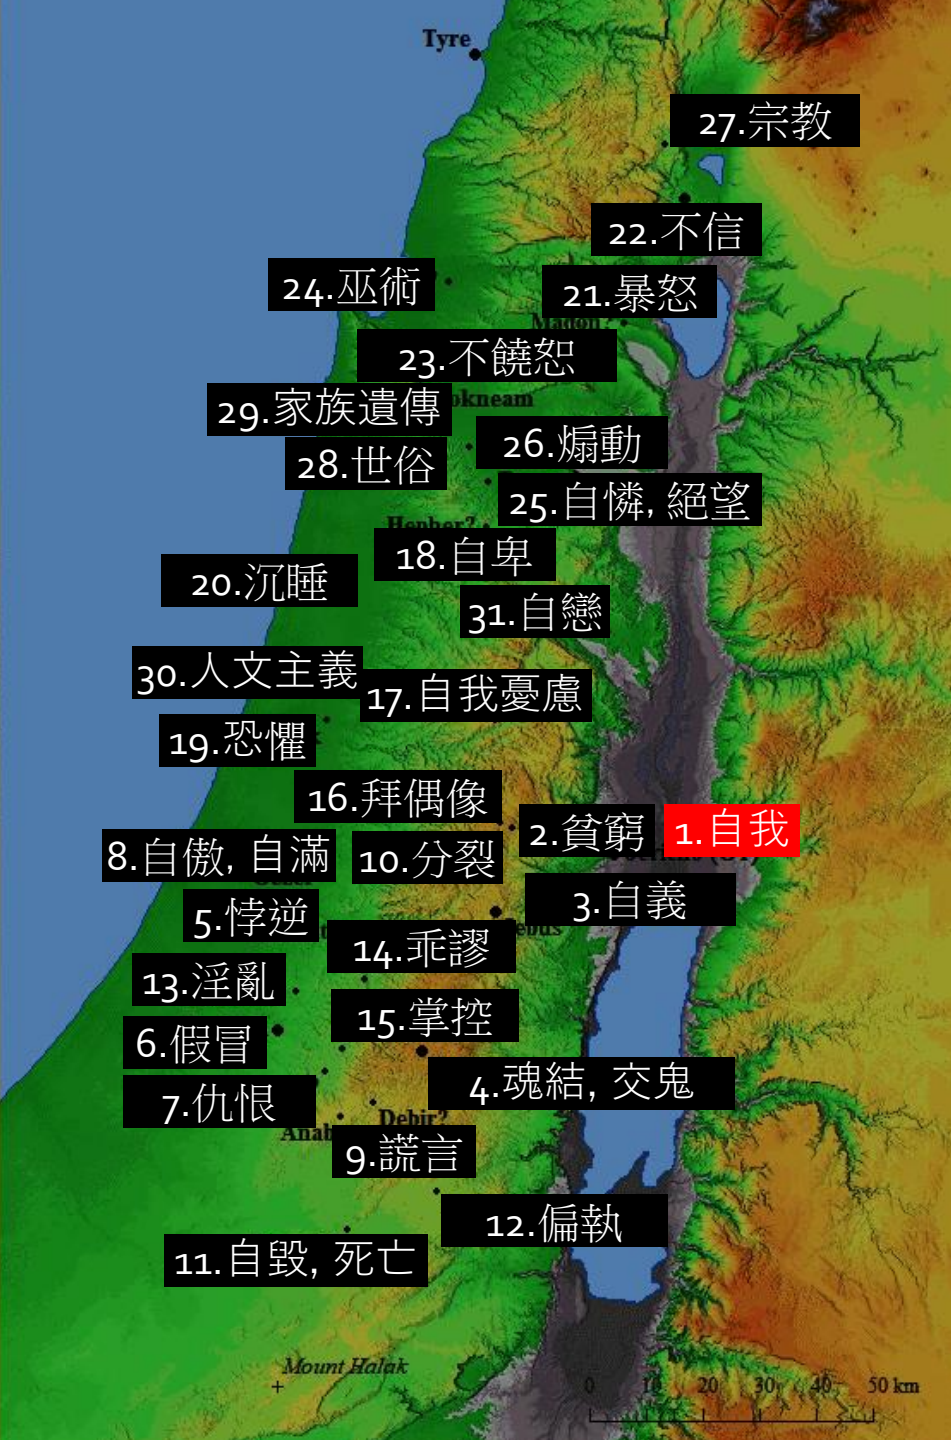 Tyre
27.宗教
22.不信
24.巫術
21.暴怒
Madon?
23.不饒恕
29.家族遺傳
okneam
26.煽動
28.世俗
25.自憐, 絕望
Hepher?
18.自卑
20.沉睡
31.自戀
30.人文主義
17.自我憂慮
19.恐懼
16.拜偶像
2.貧窮
1.自我
8.自傲, 自滿
10.分裂
3.自義
5.悖逆
ebus
14.乖謬
13.淫亂
15.掌控
6.假冒
4.魂結, 交鬼
7.仇恨
Debir?
Anab
9.謊言
12.偏執
11.自毀, 死亡
Mount Halak
0 10 20 30 40 50 km